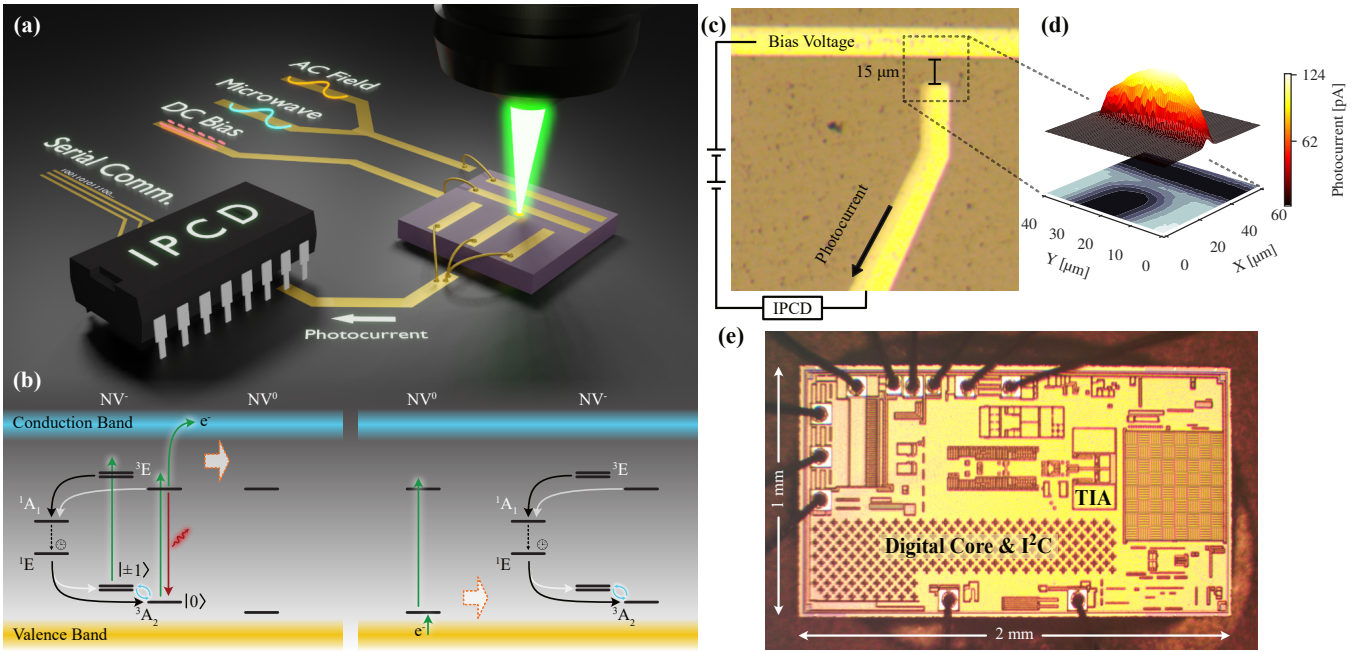 (a)
AC Field
Microwave
DC Bias
Serial Comm.
1001101011100...
IPCD
Photocurrent
(b)
NV⁻
NV⁰
NV⁰
NV⁻
Conduction Band
e⁻
³E
¹A₁
¹E
|±1⟩
|0⟩
³A₂
³E
¹A₁
¹E
³A₂
Valence Band
e⁻
(c)
Bias Voltage
15 μm
Photocurrent
IPCD
(d)
124
62
0
Photocurrent [pA]
40
30
20
10
0
Y [μm]
0
20
40
60
X [μm]
(e)
1 mm
TIA
Digital Core & I²C
2 mm